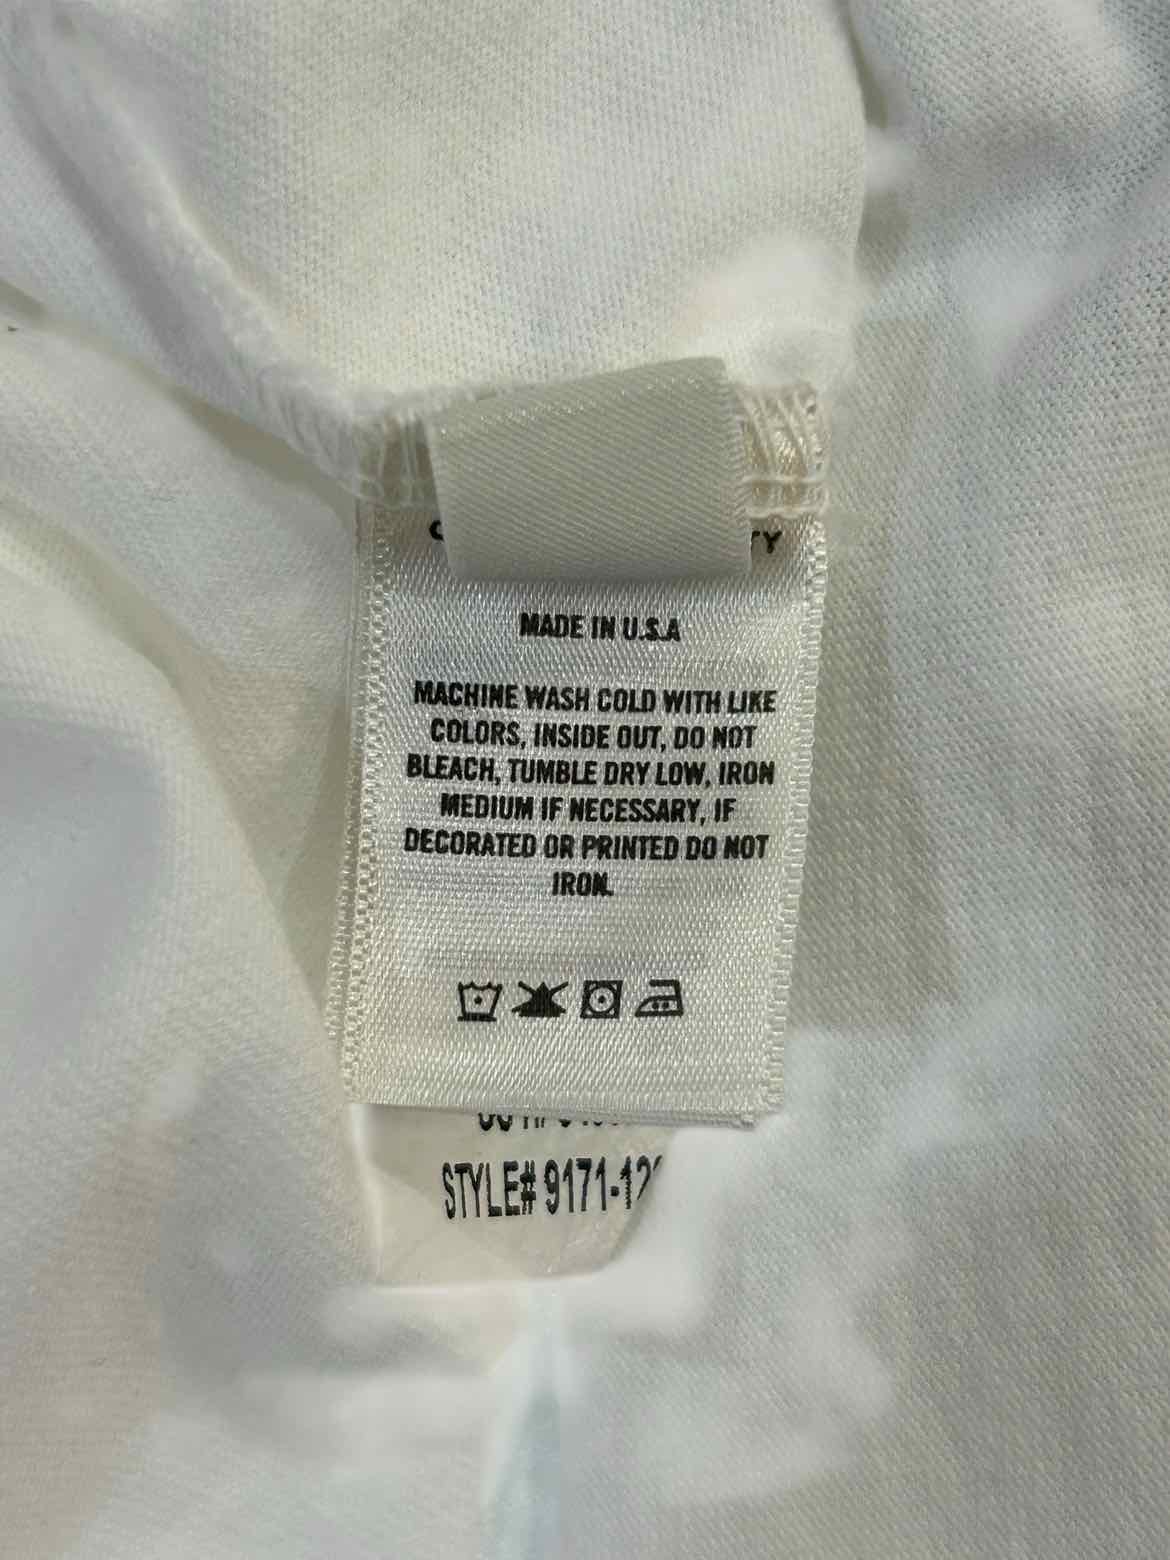 MADE IN U.S.A
MACHINE WASH COLD WITH LIKE
COLORS, INSIDE OUT, DO NOT
BLEACH, TUMBLE DRY LOW, IRON
MEDIUM IF NECESSARY, IF
DECORATED OR PRINTED DO NOT
IRON.
STYLE# 9171-12